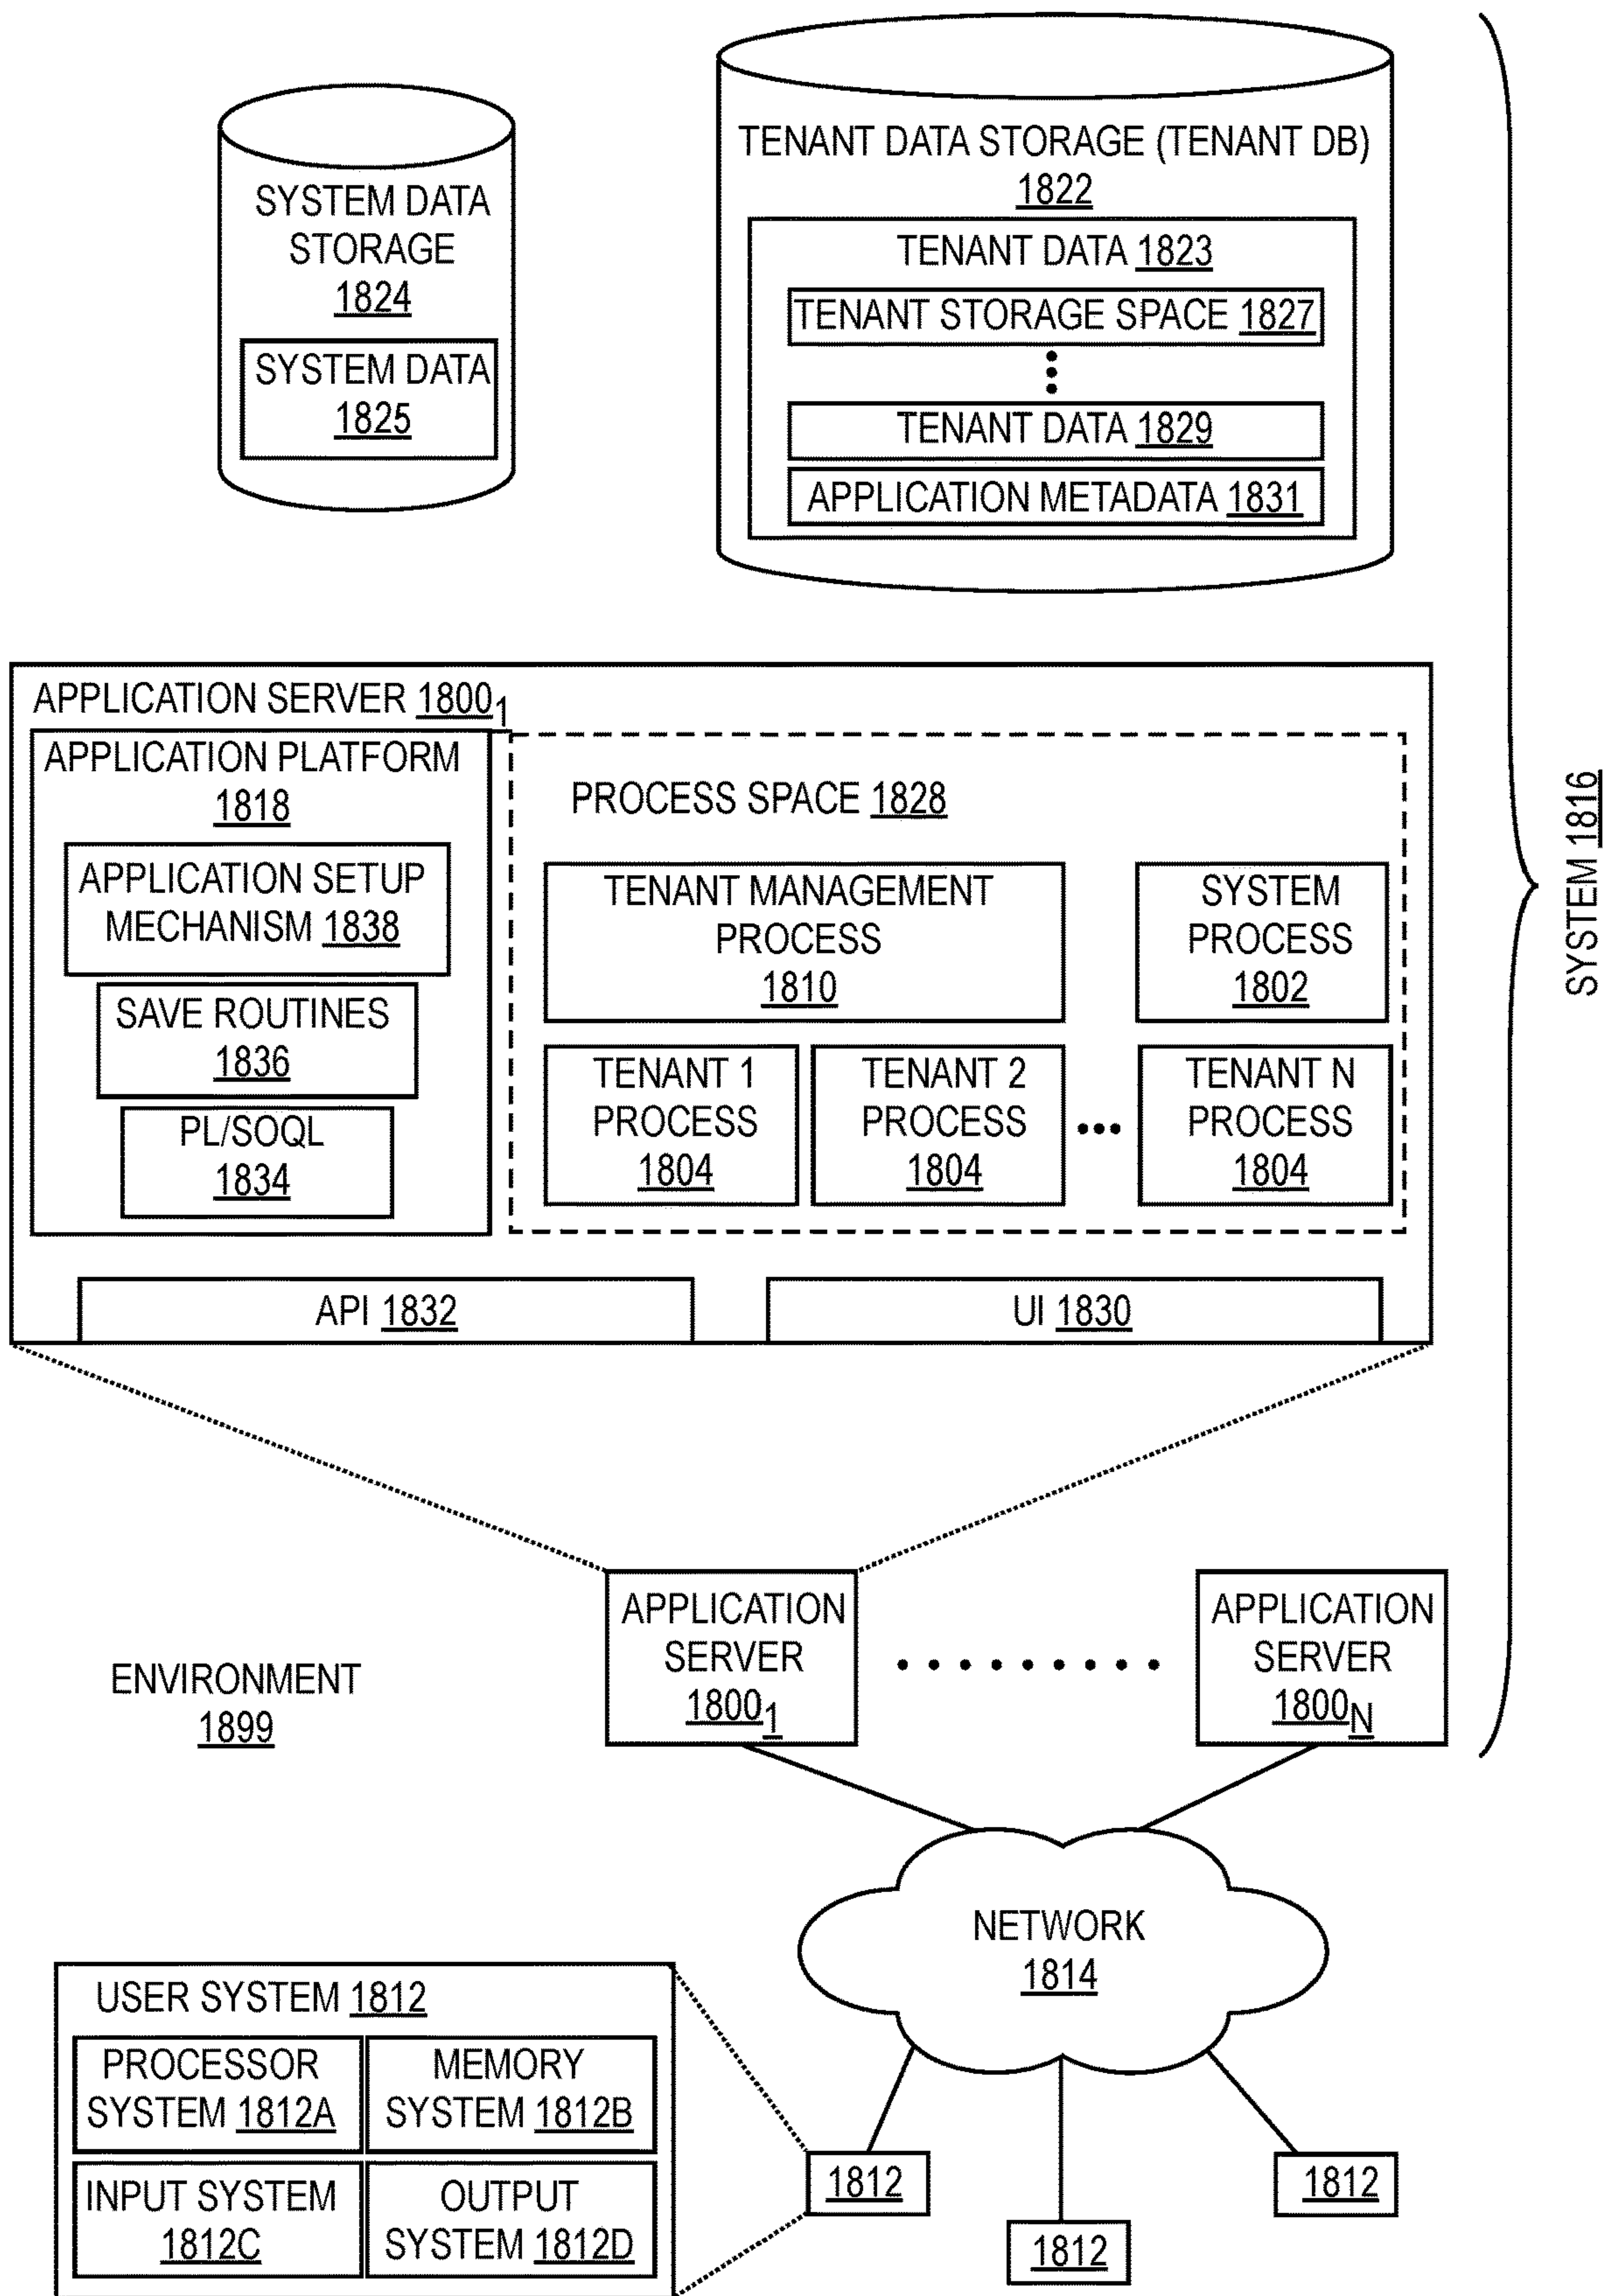 SYSTEM DATA
STORAGE
1824
SYSTEM DATA
1825
TENANT DATA STORAGE (TENANT DB)
1822
TENANT DATA 1823
TENANT STORAGE SPACE 1827
TENANT DATA 1829
APPLICATION METADATA 1831
SYSTEM 1816
APPLICATION SERVER 1800₁
APPLICATION PLATFORM
1818
APPLICATION SETUP
MECHANISM 1838
SAVE ROUTINES
1836
PL/SOQL
1834
PROCESS SPACE 1828
TENANT MANAGEMENT
PROCESS
1810
SYSTEM
PROCESS
1802
TENANT 1
PROCESS
1804
TENANT 2
PROCESS
1804
TENANT N
PROCESS
1804
API 1832
UI 1830
APPLICATION
SERVER
1800₁
APPLICATION
SERVER
1800N
ENVIRONMENT
1899
NETWORK
1814
USER SYSTEM 1812
PROCESSOR
SYSTEM 1812A
MEMORY
SYSTEM 1812B
INPUT SYSTEM
1812C
OUTPUT
SYSTEM 1812D
1812
1812
1812